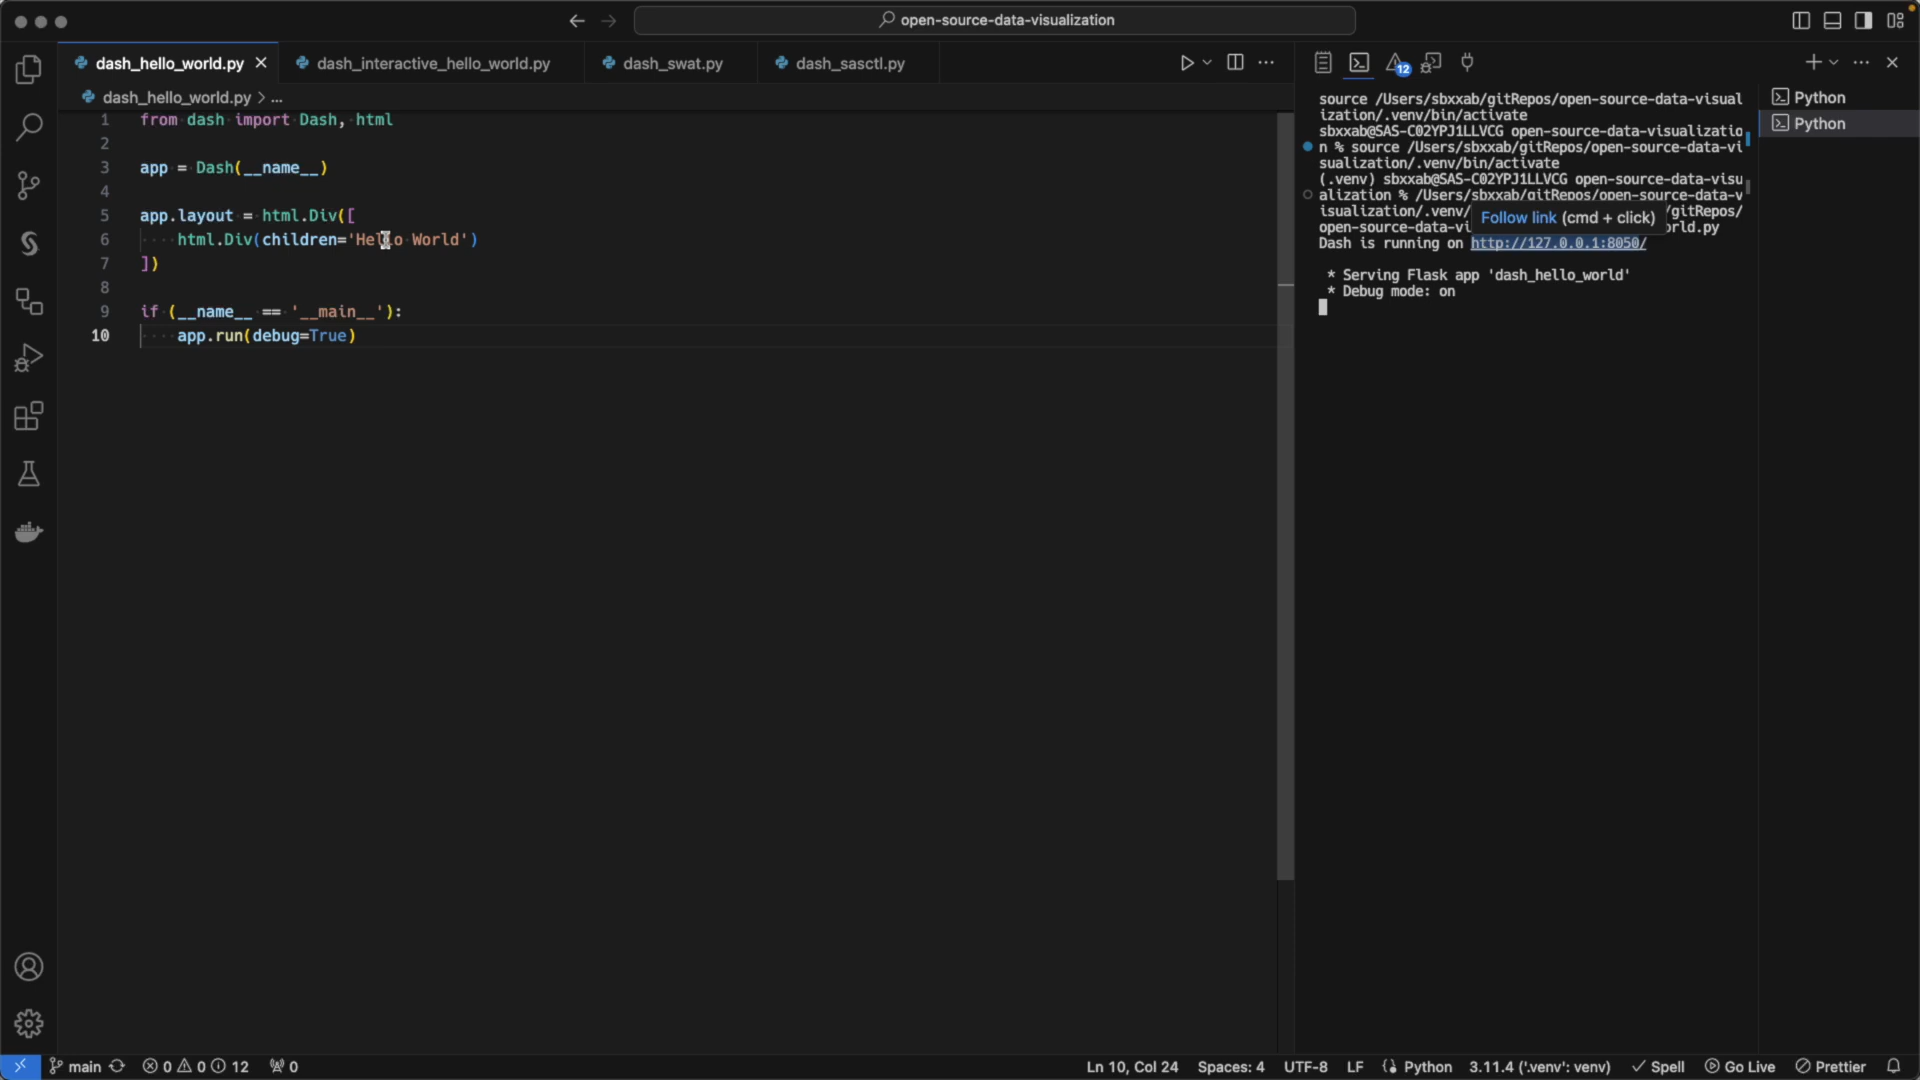 open-source-data-visualization
dash_hello_world.py
dash_interactive_hello_world.py
dash_swat.py
dash_sasctl.py
dash_hello_world.py > ...
1 from dash import Dash, html
2
3 app = Dash(__name__)
4
5 app.layout = html.Div([
6 html.Div(children='Hello World')
7 ])
8
9 if (__name__ == '__main__'):
10 app.run(debug=True)
12
source /Users/sbxxab/gitRepos/open-source-data-visual
ization/.venv/bin/activate
sbxxab@SAS-C02YPJ1LLVCG open-source-data-visualizatio
n % source /Users/sbxxab/gitRepos/open-source-data-vi
sualization/.venv/bin/activate
(.venv) sbxxab@SAS-C02YPJ1LLVCG open-source-data-visu
alization % /Users/sbxxab/gitRepos/open-source-data-v
isualization/.venv/ /gitRepos/
Follow link (cmd + click)
open-source-data-vi orld.py
Dash is running on http://127.0.0.1:8050/
* Serving Flask app 'dash_hello_world'
* Debug mode: on
Python
Python
main 0 0 12 0
Ln 10, Col 24 Spaces: 4 UTF-8 LF Python 3.11.4 ('.venv': venv) Spell Go Live Prettier